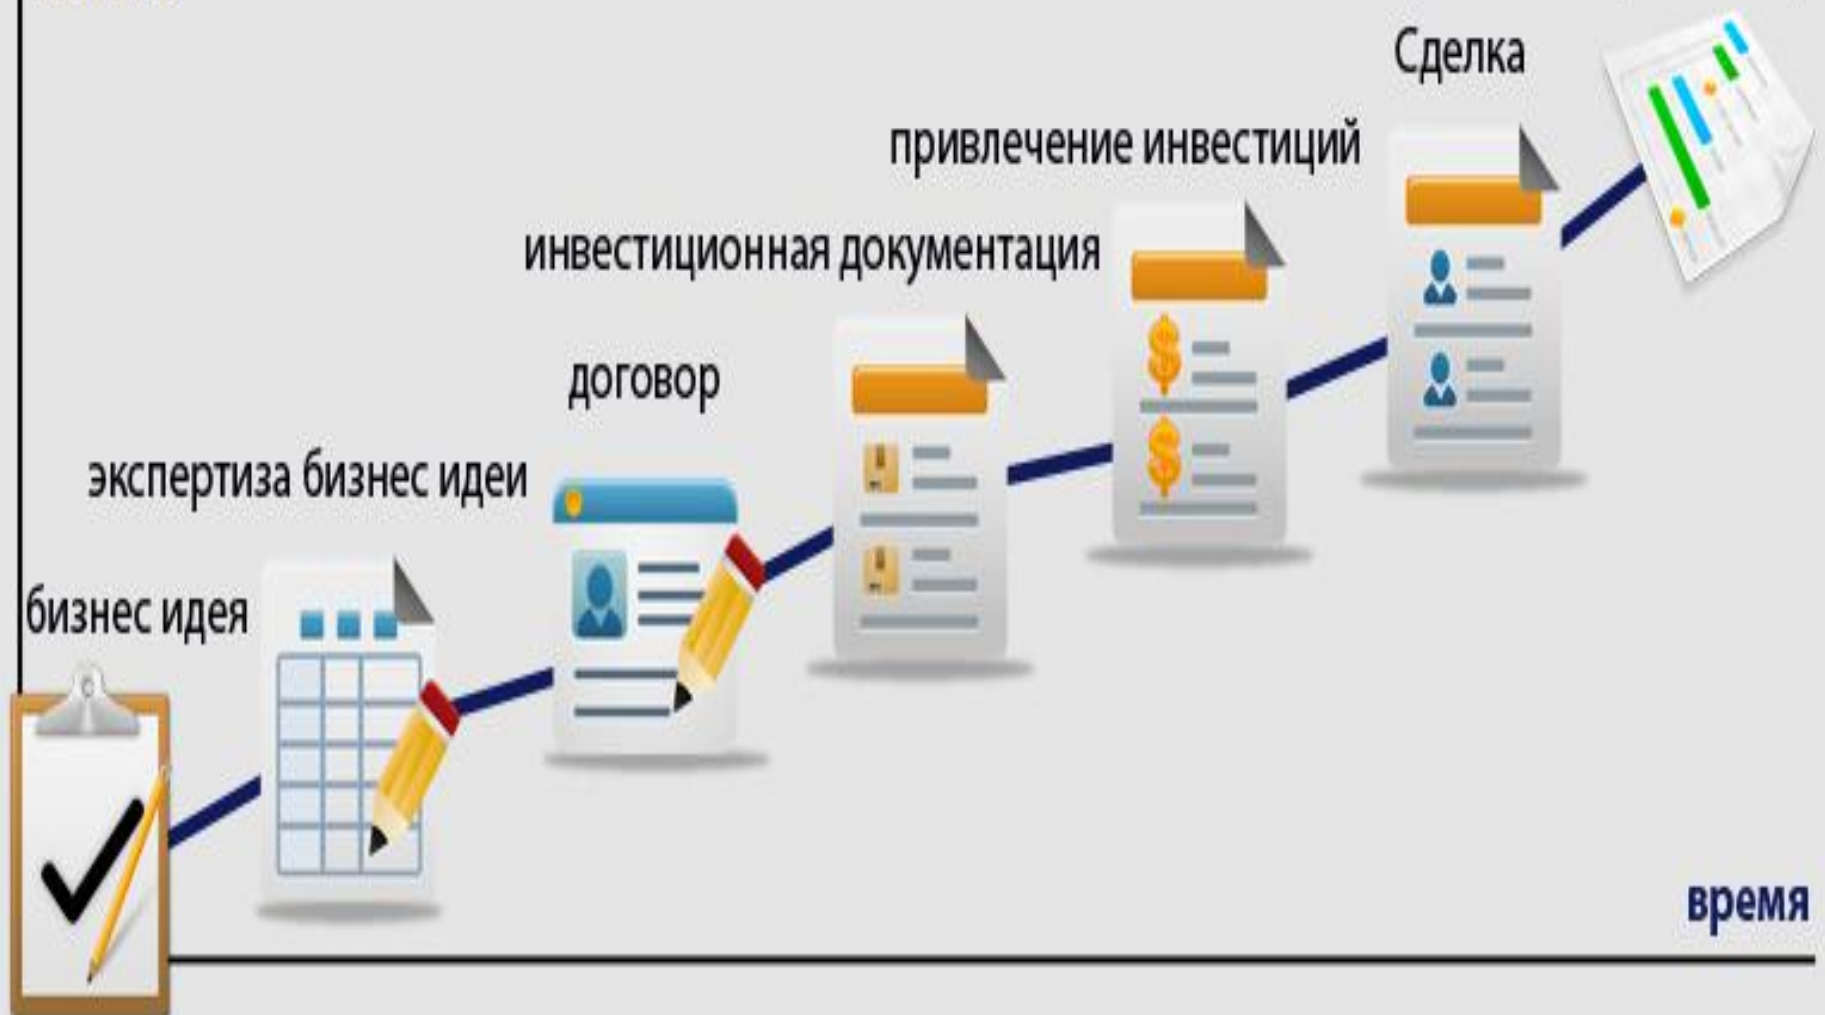 Сделка
привлечение инвестиций
инвестиционная документация
договор
экспертиза бизнес идеи
бизнес идея
время